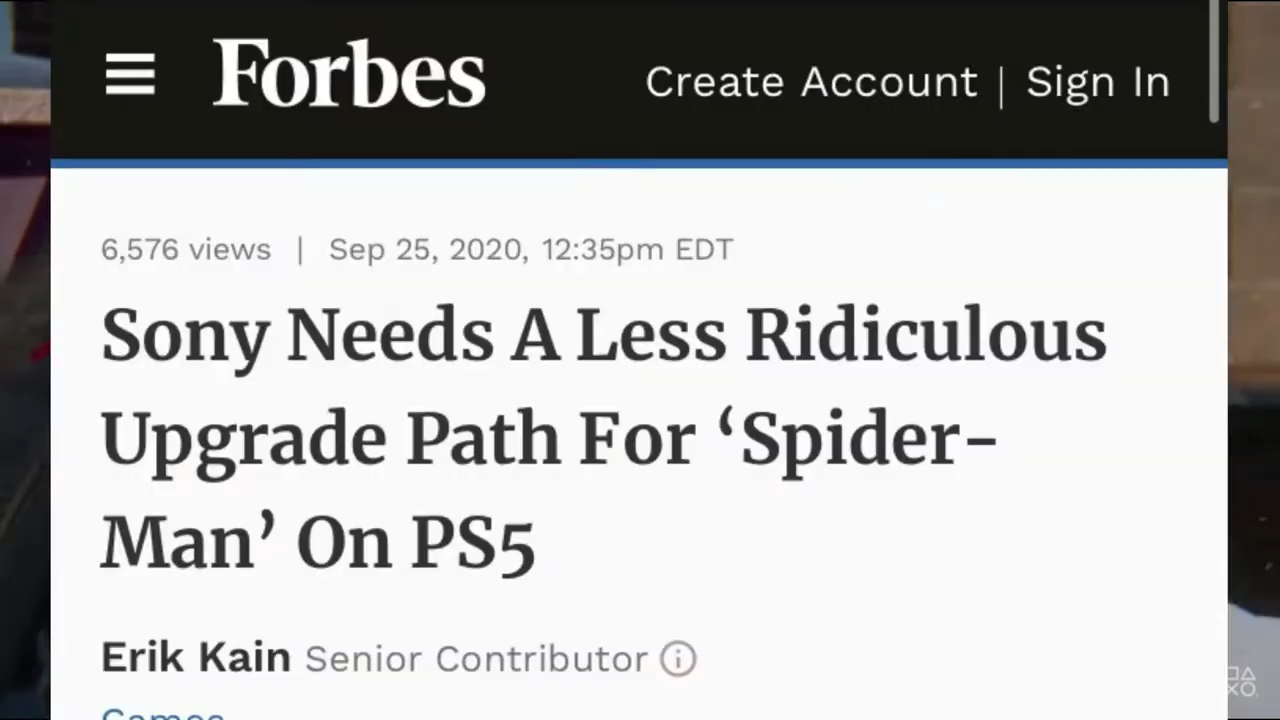 Forbes
Create Account | Sign In
6,576 views | Sep 25, 2020, 12:35pm EDT
Sony Needs A Less Ridiculous
Upgrade Path For ‘Spider-
Man’ On PS5
Erik Kain Senior Contributor
Games